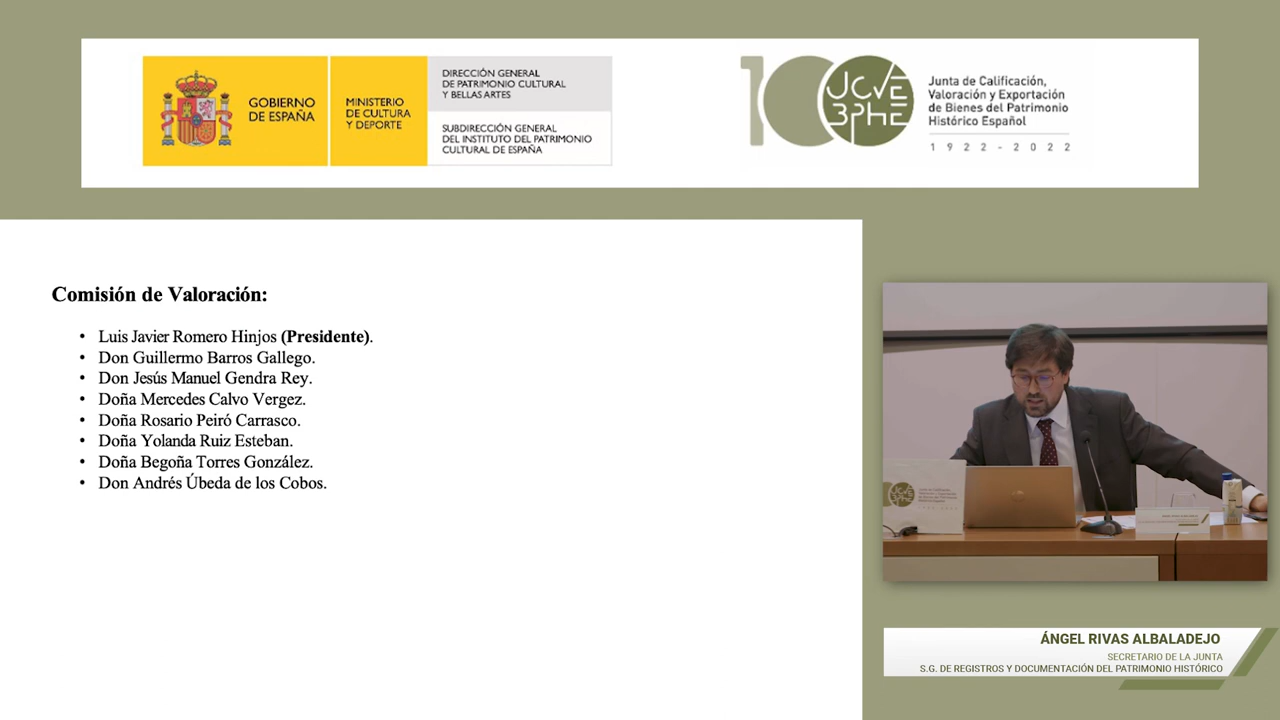 GOBIERNO
DE ESPAÑA
MINISTERIO
DE CULTURA
Y DEPORTE
DIRECCIÓN GENERAL
DE PATRIMONIO CULTURAL
Y BELLAS ARTES
SUBDIRECCIÓN GENERAL
DEL INSTITUTO DEL PATRIMONIO
CULTURAL DE ESPAÑA
100
JCVE
BPHE
Junta de Calificación,
Valoración y Exportación
de Bienes del Patrimonio
Histórico Español
1922-2022
Comisión de Valoración:
• Luis Javier Romero Hinjos (Presidente).
• Don Guillermo Barros Gallego.
• Don Jesús Manuel Gendra Rey.
• Doña Mercedes Calvo Vergez.
• Doña Rosario Peiró Carrasco.
• Doña Yolanda Ruiz Esteban.
• Doña Begoña Torres González.
• Don Andrés Úbeda de los Cobos.
ÁNGEL RIVAS ALBALADEJO
SECRETARIO DE LA JUNTA
S.G. DE REGISTROS Y DOCUMENTACIÓN DEL PATRIMONIO HISTÓRICO